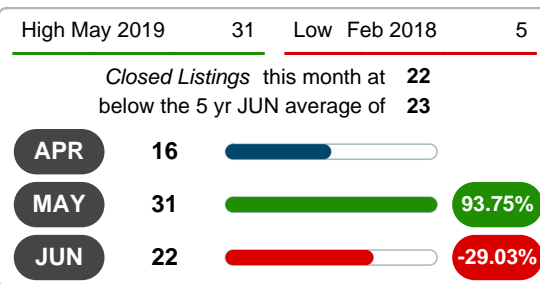 High May 2019 31 Low Feb 2018 5
Closed Listings this month at 22
below the 5 yr JUN average of 23
APR 16
MAY 31 93.75%
JUN 22 -29.03%